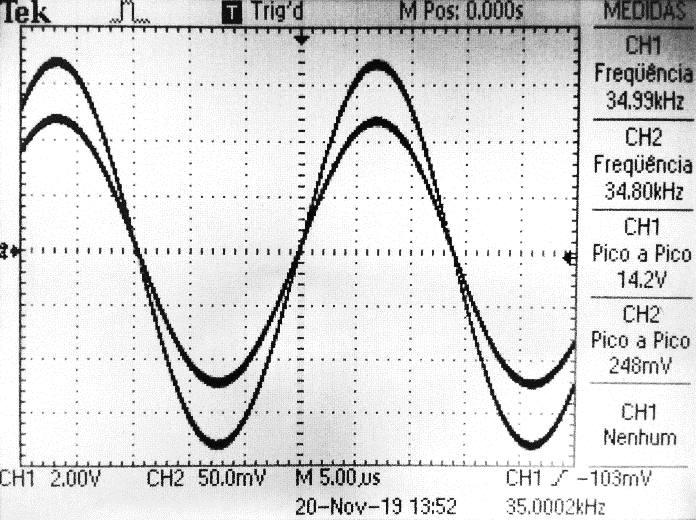 Tek
T Trig'd
M Pos: 0.000s
MEDIDAS
CH1
Freqüência
34.99kHz
CH2
Freqüência
34.80kHz
CH1
Pico a Pico
14.2V
CH2
Pico a Pico
248mV
CH1
Nenhum
CH1 2.00V
CH2 50.0mV
M 5.00µs
CH1 -103mV
20-Nov-19 13:52
35.0002kHz